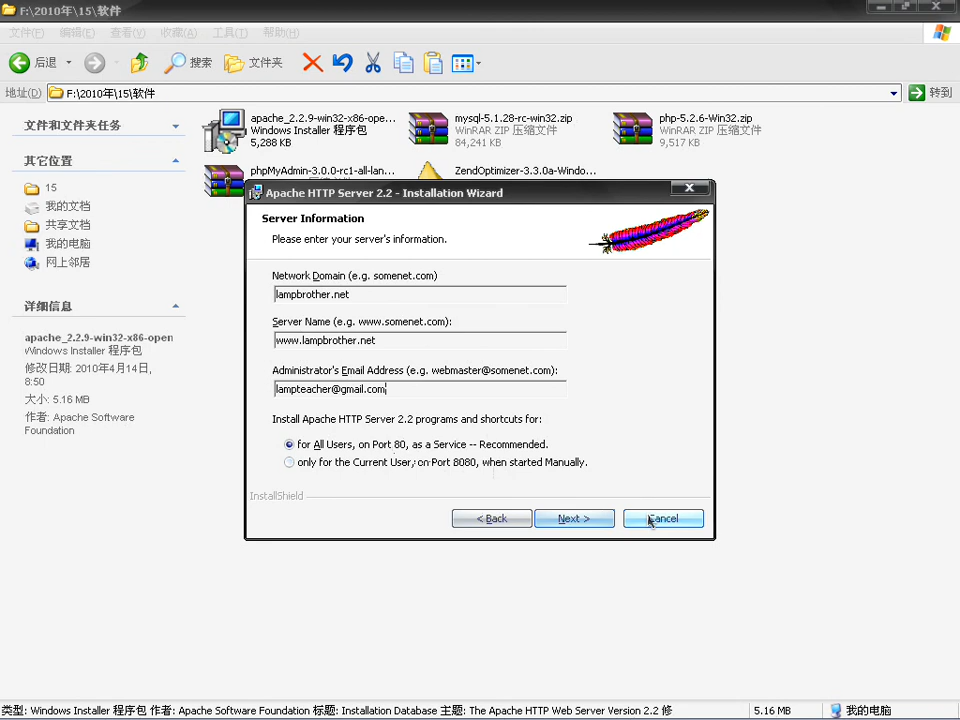 F:\2010年\15\软件
文件(F) 编辑(E) 查看(V) 收藏(A) 工具(T) 帮助(H)
后退 搜索 文件夹
地址(D) F:\2010年\15\软件 转到
文件和文件夹任务
其它位置
15
我的文档
共享文档
我的电脑
网上邻居
详细信息
apache_2.2.9-win32-x86-open
Windows Installer 程序包
修改日期: 2010年4月14日,
8:50
大小: 5.16 MB
作者: Apache Software
Foundation
apache_2.2.9-win32-x86-ope...
Windows Installer 程序包
5,288 KB
mysql-5.1.28-rc-win32.zip
WinRAR ZIP 压缩文件
84,241 KB
php-5.2.6-Win32.zip
WinRAR ZIP 压缩文件
9,517 KB
phpMyAdmin-3.0.0-rc1-all-lan...
ZendOptimizer-3.3.0a-Windo...
Apache HTTP Server 2.2 - Installation Wizard
Server Information
Please enter your server's information.
Network Domain (e.g. somenet.com)
lampbrother.net
Server Name (e.g. www.somenet.com):
www.lampbrother.net
Administrator's Email Address (e.g. webmaster@somenet.com):
lampteacher@gmail.com
Install Apache HTTP Server 2.2 programs and shortcuts for:
for All Users, on Port 80, as a Service -- Recommended.
only for the Current User, on Port 8080, when started Manually.
InstallShield
< Back Next > Cancel
类型: Windows Installer 程序包 作者: Apache Software Foundation 标题: Installation Database 主题: The Apache HTTP Web Server Version 2.2 修 5.16 MB 我的电脑